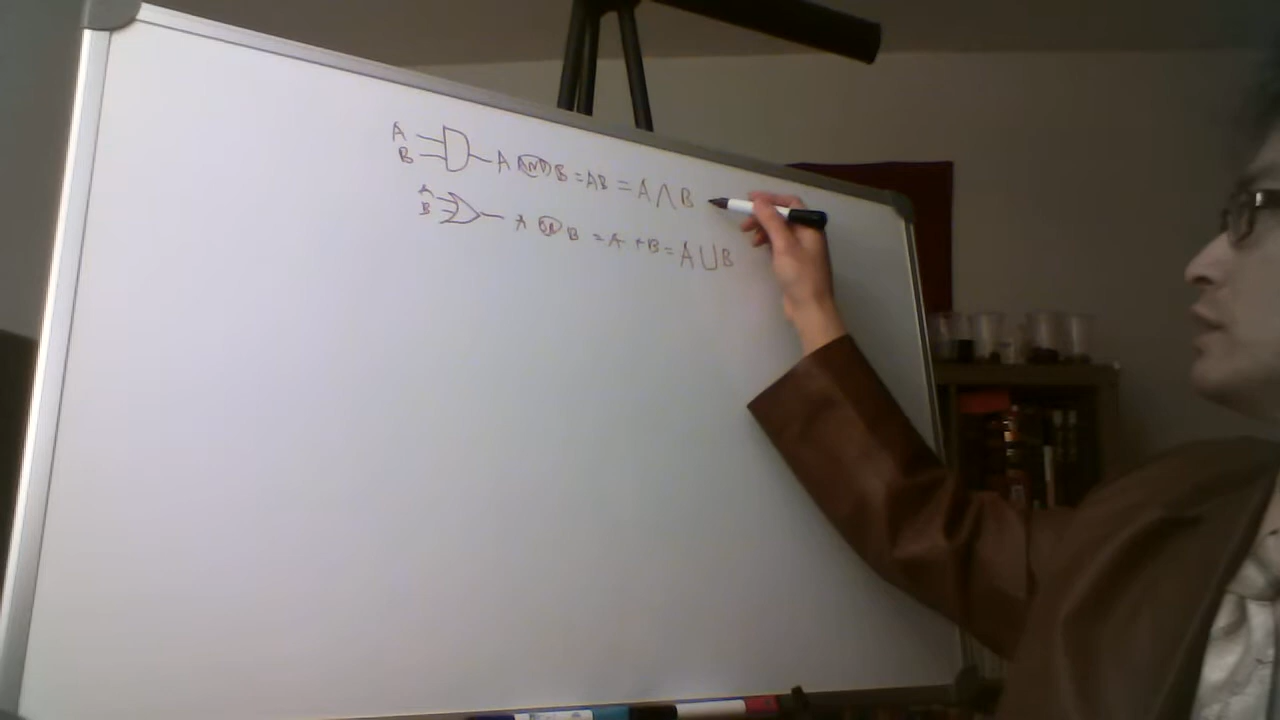 A
B
A AND B = AB = A ∧ B
A
B
A OR B = A + B = A ∪ B